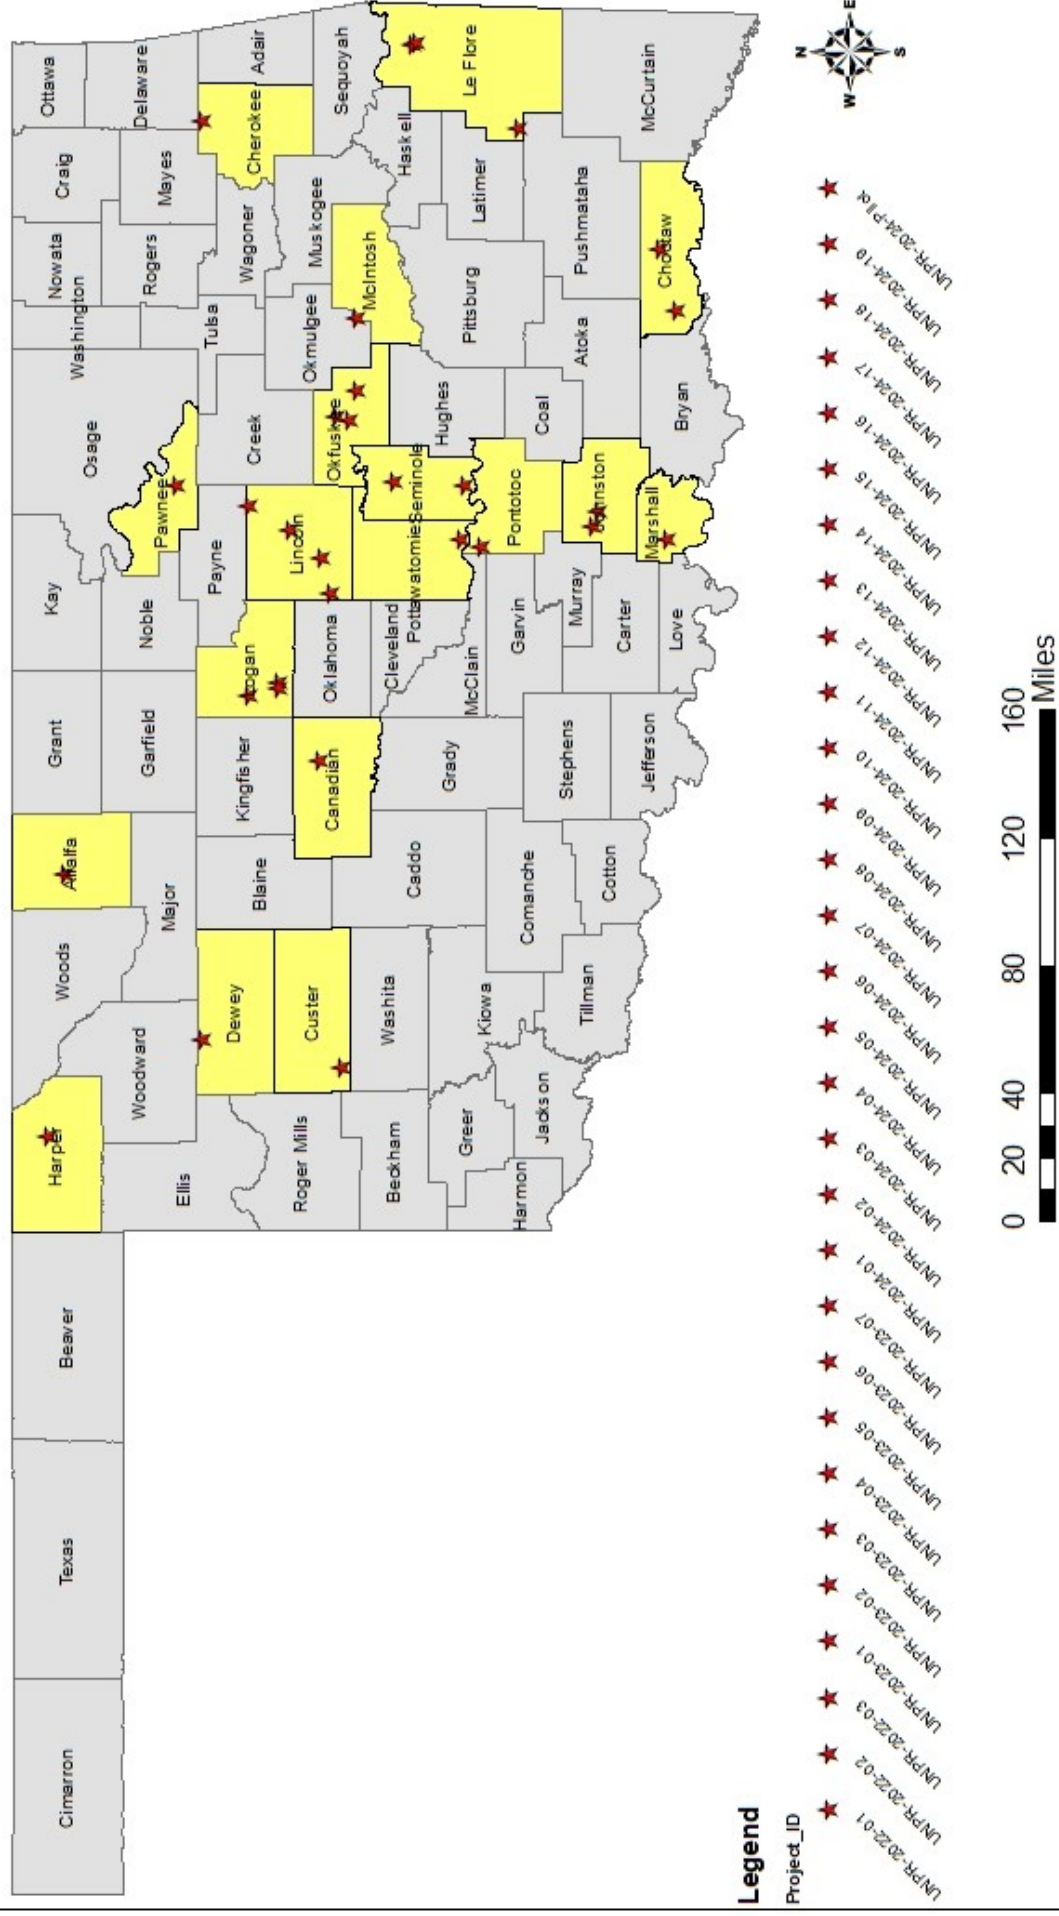 Cimarron
Texas
Beaver
Harper
Woods
Alfalfa
Grant
Kay
Osage
Washington
Nowata
Craig
Ottawa
Ellis
Woodward
Major
Garfield
Noble
Pawnee
Rogers
Mayes
Delaware
Dewey
Blaine
Kingfisher
Logan
Payne
Creek
Tulsa
Wagoner
Cherokee
Adair
Roger Mills
Custer
Canadian
Oklahoma
Lincoln
Okfuskee
Okmulgee
Muskogee
Sequoyah
Beckham
Washita
Caddo
Grady
Cleveland
Pottawatomie
Seminole
Hughes
McIntosh
Haskell
Greer
Kiowa
Comanche
McClain
Garvin
Pontotoc
Pittsburg
Latimer
Le Flore
Harmon
Jackson
Tillman
Cotton
Stephens
Murray
Johnston
Coal
Atoka
Pushmataha
McCurtain
Jefferson
Carter
Love
Marshall
Bryan
Choctaw
N
W
E
S
Legend
Project_ID
UNPR-2022-01
UNPR-2022-02
UNPR-2022-03
UNPR-2023-01
UNPR-2023-02
UNPR-2023-03
UNPR-2023-04
UNPR-2023-05
UNPR-2023-06
UNPR-2023-07
UNPR-2024-01
UNPR-2024-02
UNPR-2024-03
UNPR-2024-04
UNPR-2024-05
UNPR-2024-06
UNPR-2024-07
UNPR-2024-08
UNPR-2024-09
UNPR-2024-10
UNPR-2024-11
UNPR-2024-12
UNPR-2024-13
UNPR-2024-14
UNPR-2024-15
UNPR-2024-16
UNPR-2024-17
UNPR-2024-18
UNPR-2024-19
UNPR-2024-Pilot
0 20 40 80 120 160
Miles